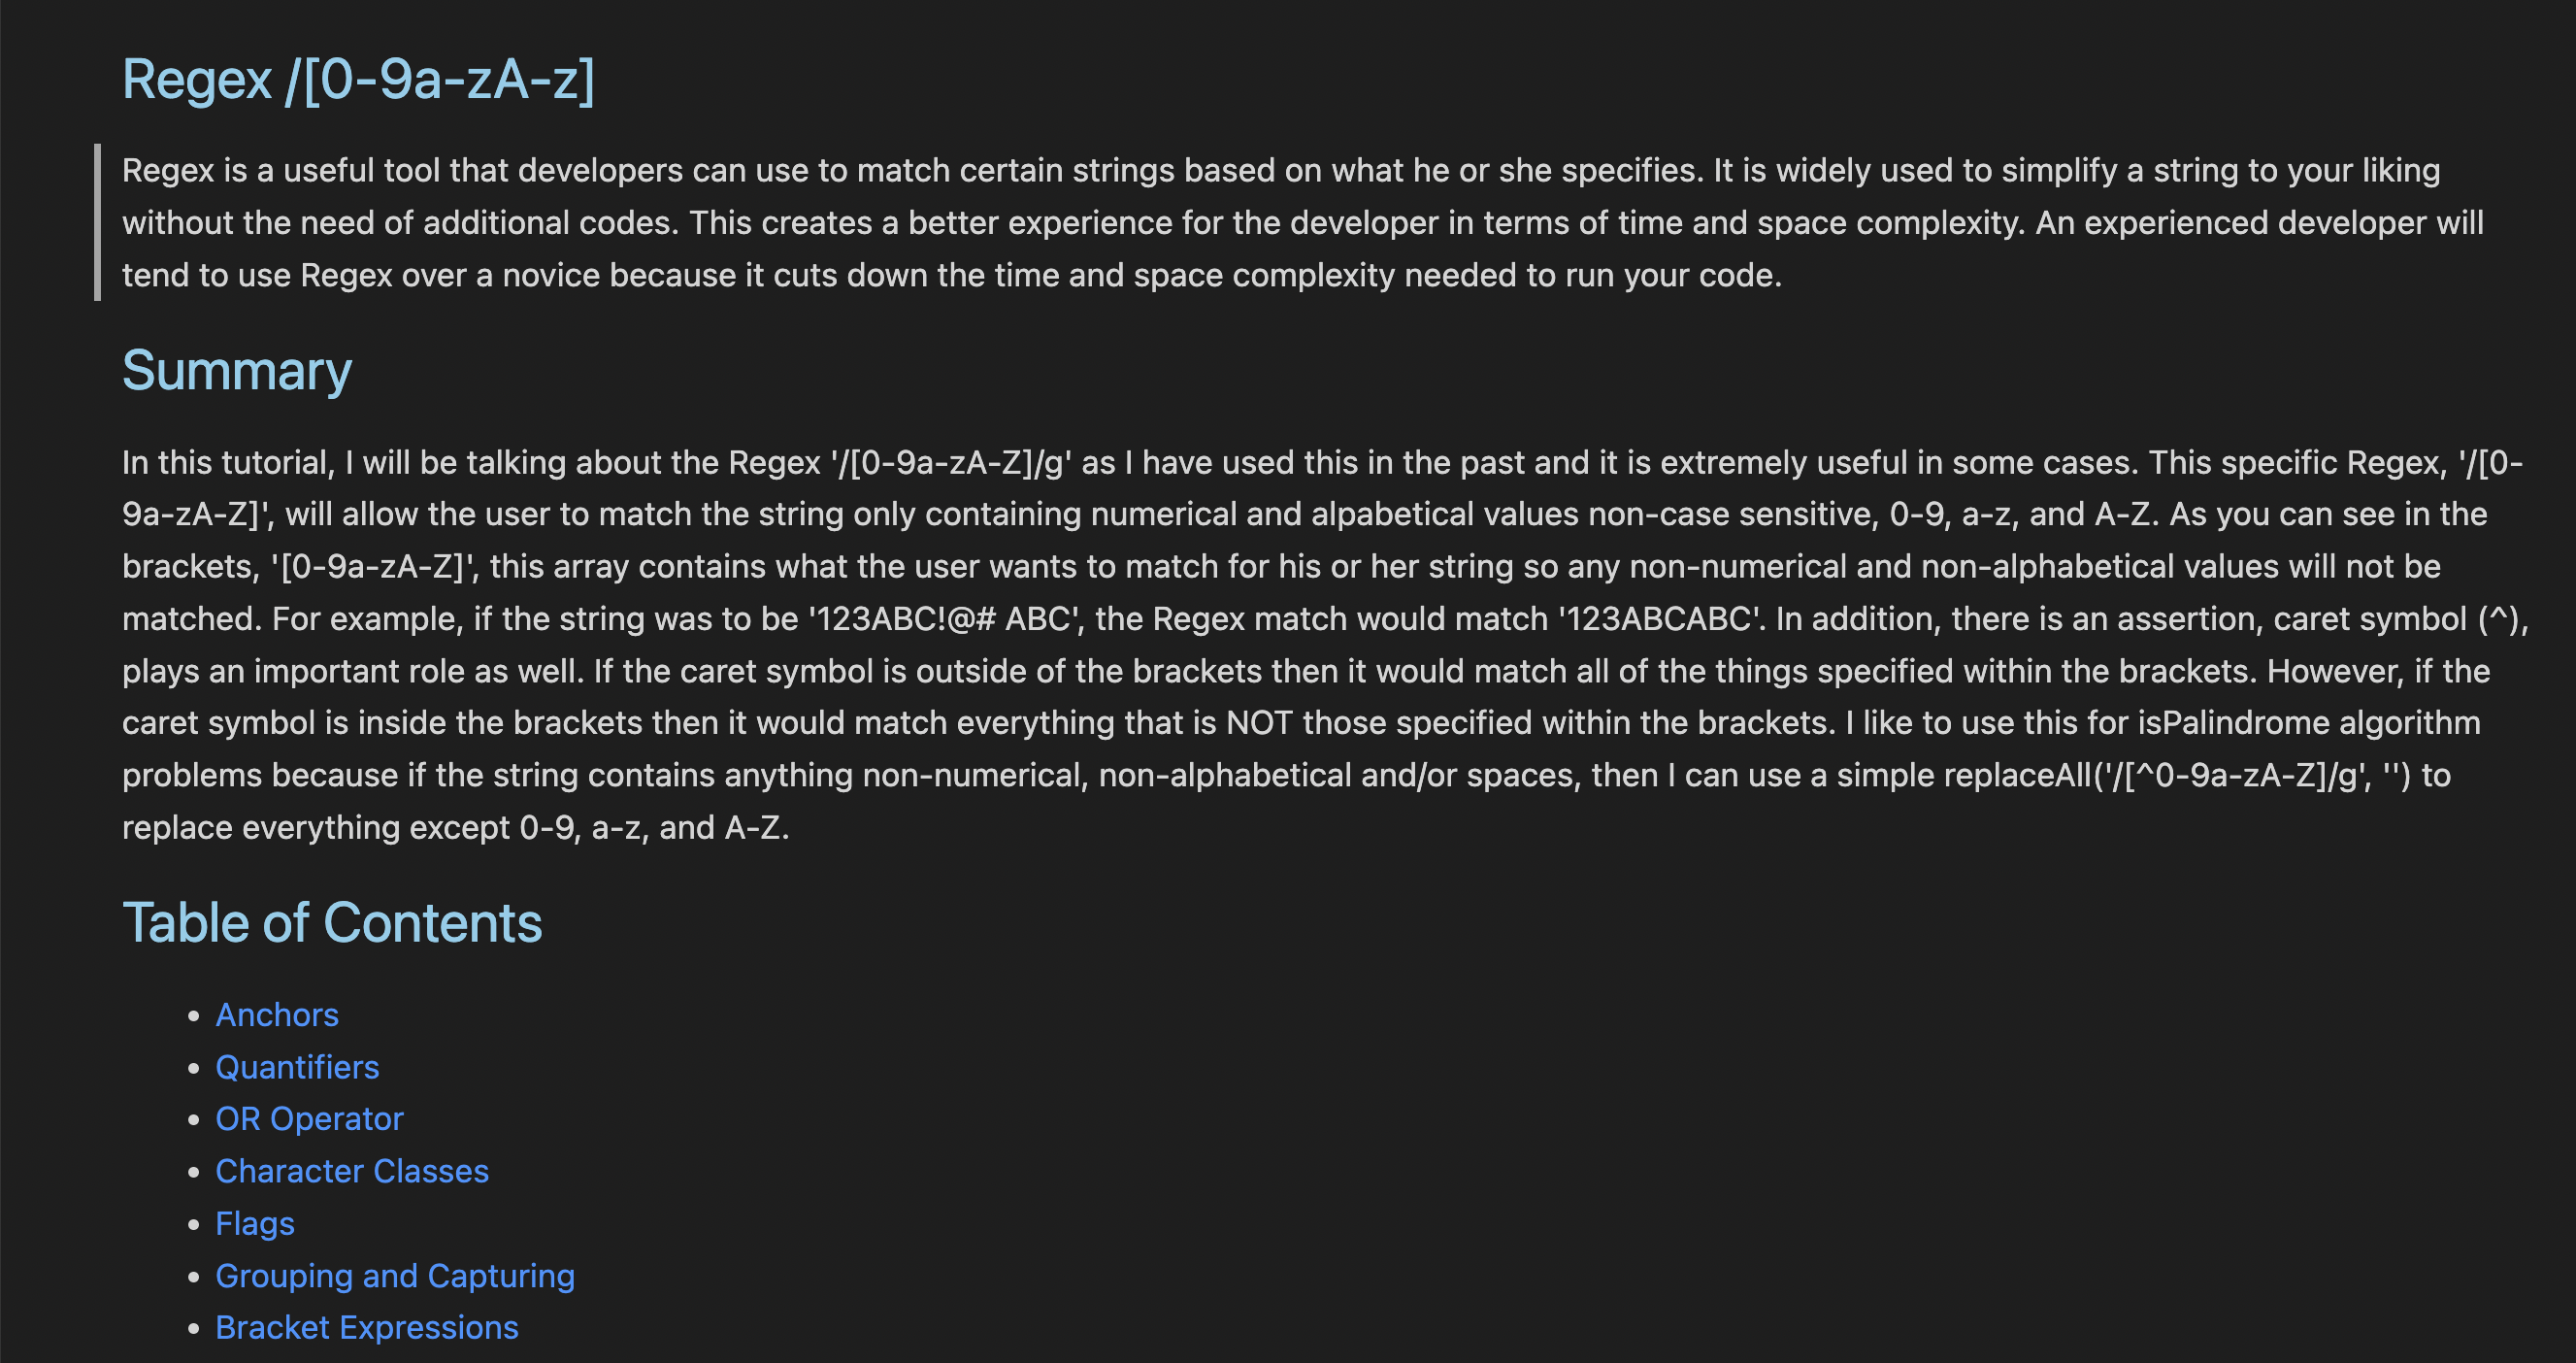 Regex /[0-9a-zA-z]
Regex is a useful tool that developers can use to match certain strings based on what he or she specifies. It is widely used to simplify a string to your liking
without the need of additional codes. This creates a better experience for the developer in terms of time and space complexity. An experienced developer will
tend to use Regex over a novice because it cuts down the time and space complexity needed to run your code.
Summary
In this tutorial, I will be talking about the Regex '/[0-9a-zA-Z]/g' as I have used this in the past and it is extremely useful in some cases. This specific Regex, '/[0-
9a-zA-Z]', will allow the user to match the string only containing numerical and alpabetical values non-case sensitive, 0-9, a-z, and A-Z. As you can see in the
brackets, '[0-9a-zA-Z]', this array contains what the user wants to match for his or her string so any non-numerical and non-alphabetical values will not be
matched. For example, if the string was to be '123ABC!@# ABC', the Regex match would match '123ABCABC'. In addition, there is an assertion, caret symbol (^),
plays an important role as well. If the caret symbol is outside of the brackets then it would match all of the things specified within the brackets. However, if the
caret symbol is inside the brackets then it would match everything that is NOT those specified within the brackets. I like to use this for isPalindrome algorithm
problems because if the string contains anything non-numerical, non-alphabetical and/or spaces, then I can use a simple replaceAll('/[^0-9a-zA-Z]/g', '') to
replace everything except 0-9, a-z, and A-Z.
Table of Contents
• Anchors
• Quantifiers
• OR Operator
• Character Classes
• Flags
• Grouping and Capturing
• Bracket Expressions